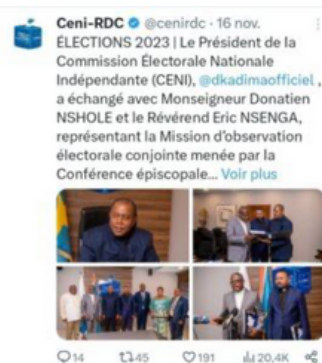 Ceni-RDC @cenirdc · 16 nov.
ÉLECTIONS 2023 | Le Président de la
Commission Électorale Nationale
Indépendante (CENI), @dkadimaofficiel ,
a échangé avec Monseigneur Donatien
NSHOLE et le Révérend Eric NSENGA,
représentant la Mission d'observation
électorale conjointe menée par la
Conférence épiscopale... Voir plus
14 45 191 20,4K